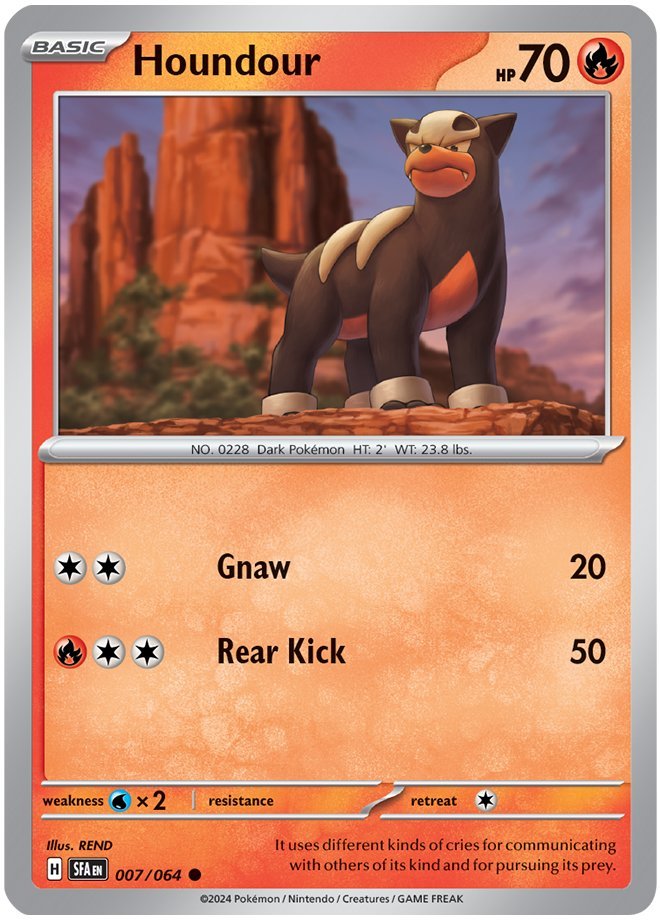 BASIC Houndour HP 70
NO. 0228 Dark Pokémon HT: 2' WT: 23.8 lbs.
Gnaw 20
Rear Kick 50
weakness × 2 resistance retreat
Illus. REND
It uses different kinds of cries for communicating
with others of its kind and for pursuing its prey.
H SFA EN 007/064
©2024 Pokémon / Nintendo / Creatures / GAME FREAK